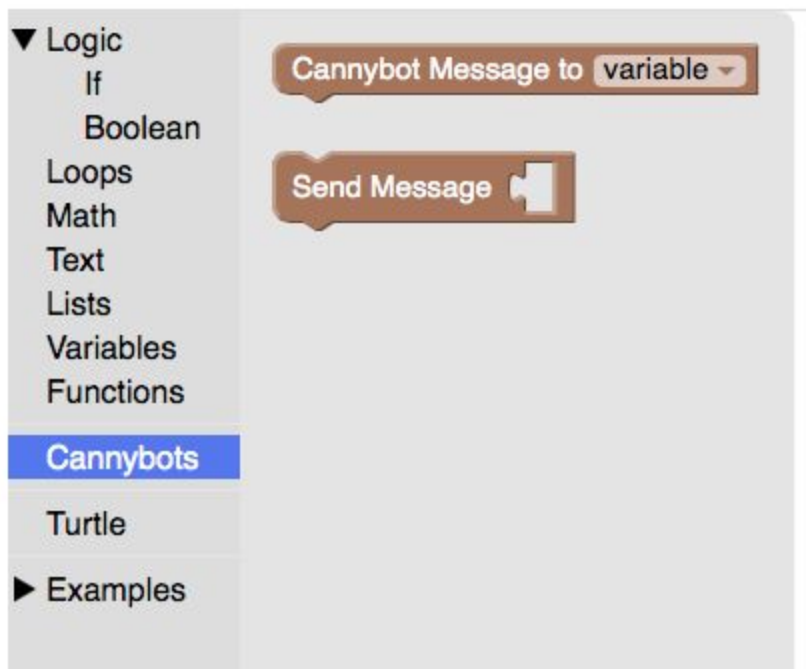 Logic
If
Boolean
Loops
Math
Text
Lists
Variables
Functions
Cannybots
Turtle
Examples
Cannybot Message to variable
Send Message